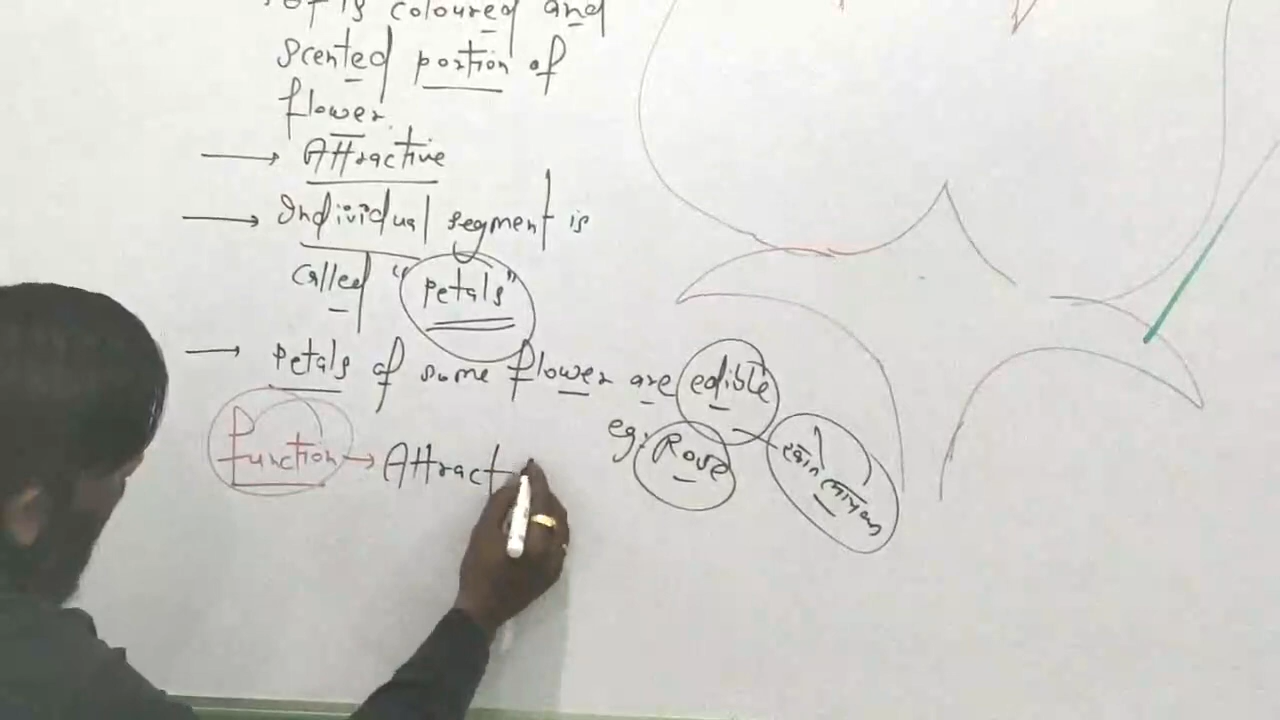 is coloured and
scented portion of
flower
→ Attractive
→ Individual segment is
called “petals”
→ petals of some flower are edible
eg: Rose
function → Attract